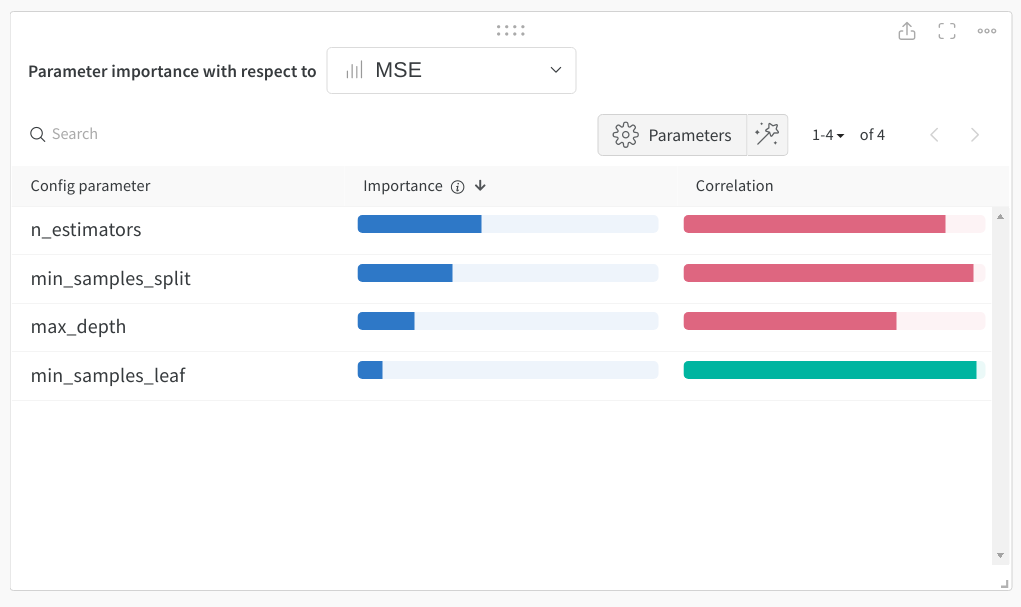 Parameter importance with respect to MSE
Search Parameters 1-4 of 4
Config parameter Importance Correlation
n_estimators
min_samples_split
max_depth
min_samples_leaf